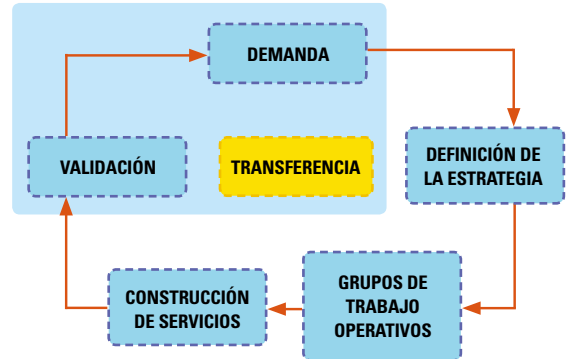 DEMANDA
VALIDACIÓN
TRANSFERENCIA
DEFINICIÓN DE
LA ESTRATEGIA
CONSTRUCCIÓN
DE SERVICIOS
GRUPOS DE
TRABAJO
OPERATIVOS